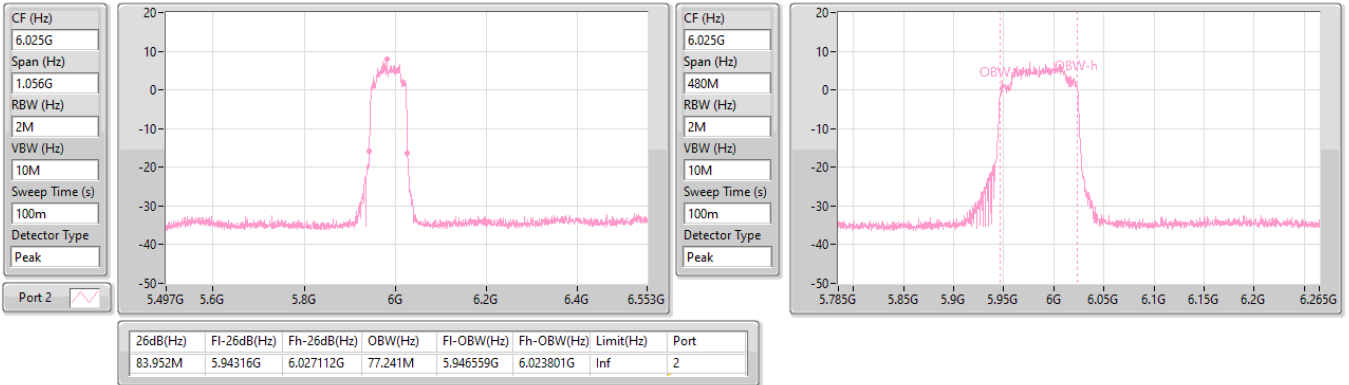 CF (Hz)
6.025G
Span (Hz)
1.056G
RBW (Hz)
2M
VBW (Hz)
10M
Sweep Time (s)
100m
Detector Type
Peak
Port 2
20
10
0
-10
-20
-30
-40
-50
5.497G 5.6G 5.8G 6G 6.2G 6.4G 6.553G
CF (Hz)
6.025G
Span (Hz)
480M
RBW (Hz)
2M
VBW (Hz)
10M
Sweep Time (s)
100m
Detector Type
Peak
20
10
0
-10
-20
-30
-40
-50
OBW OBW-h
5.785G 5.85G 5.9G 5.95G 6G 6.05G 6.1G 6.15G 6.2G 6.265G
26dB(Hz) Fl-26dB(Hz) Fh-26dB(Hz) OBW(Hz) Fl-OBW(Hz) Fh-OBW(Hz) Limit(Hz) Port
83.952M 5.94316G 6.027112G 77.241M 5.946559G 6.023801G Inf 2